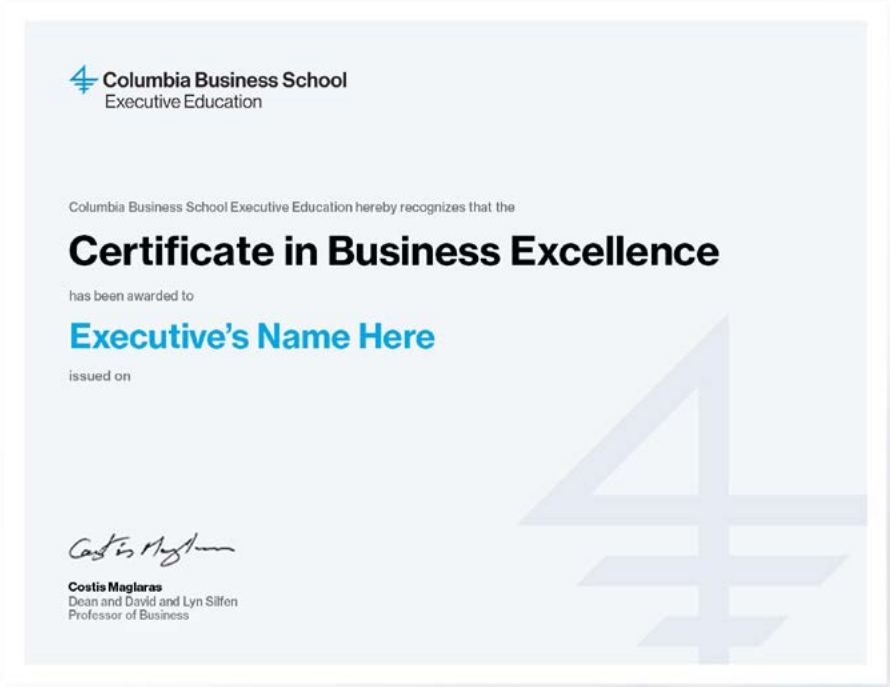 Columbia Business School
Executive Education
Columbia Business School Executive Education hereby recognizes that the
Certificate in Business Excellence
has been awarded to
Executive’s Name Here
issued on
Costis Maglaras
Costis Maglaras
Dean and David and Lyn Silfen
Professor of Business